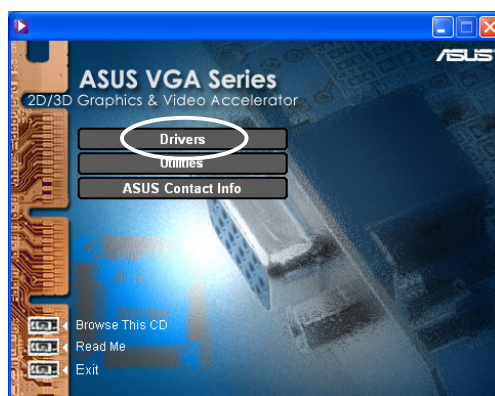 ASUS
ASUS VGA Series
2D/3D Graphics & Video Accelerator
Drivers
Utilities
ASUS Contact Info
Browse This CD
Read Me
Exit